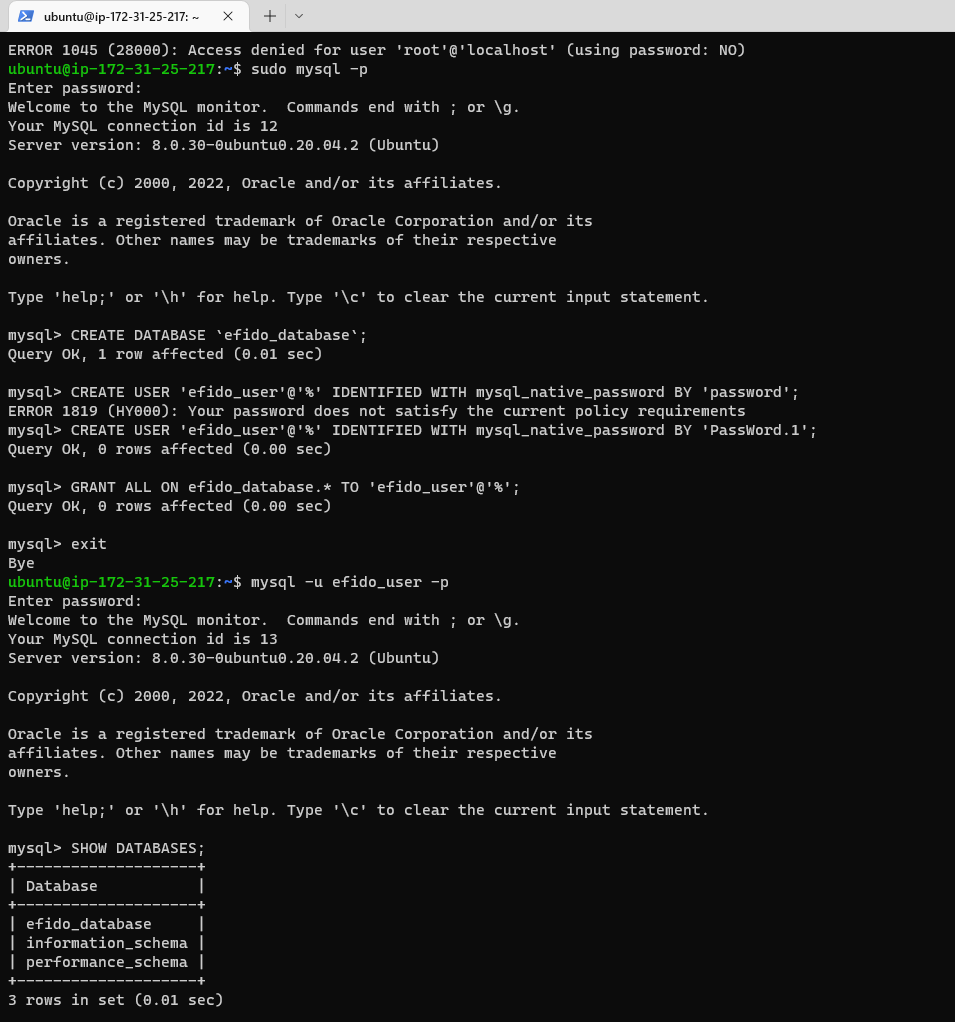 ubuntu@ip-172-31-25-217: ~
ERROR 1045 (28000): Access denied for user 'root'@'localhost' (using password: NO)
ubuntu@ip-172-31-25-217:~$ sudo mysql -p
Enter password:
Welcome to the MySQL monitor.  Commands end with ; or \g.
Your MySQL connection id is 12
Server version: 8.0.30-0ubuntu0.20.04.2 (Ubuntu)

Copyright (c) 2000, 2022, Oracle and/or its affiliates.

Oracle is a registered trademark of Oracle Corporation and/or its
affiliates. Other names may be trademarks of their respective
owners.

Type 'help;' or '\h' for help. Type '\c' to clear the current input statement.

mysql> CREATE DATABASE `efido_database`;
Query OK, 1 row affected (0.01 sec)

mysql> CREATE USER 'efido_user'@'%' IDENTIFIED WITH mysql_native_password BY 'password';
ERROR 1819 (HY000): Your password does not satisfy the current policy requirements
mysql> CREATE USER 'efido_user'@'%' IDENTIFIED WITH mysql_native_password BY 'PassWord.1';
Query OK, 0 rows affected (0.00 sec)

mysql> GRANT ALL ON efido_database.* TO 'efido_user'@'%';
Query OK, 0 rows affected (0.00 sec)

mysql> exit
Bye
ubuntu@ip-172-31-25-217:~$ mysql -u efido_user -p
Enter password:
Welcome to the MySQL monitor.  Commands end with ; or \g.
Your MySQL connection id is 13
Server version: 8.0.30-0ubuntu0.20.04.2 (Ubuntu)

Copyright (c) 2000, 2022, Oracle and/or its affiliates.

Oracle is a registered trademark of Oracle Corporation and/or its
affiliates. Other names may be trademarks of their respective
owners.

Type 'help;' or '\h' for help. Type '\c' to clear the current input statement.

mysql> SHOW DATABASES;
+--------------------+
| Database           |
+--------------------+
| efido_database     |
| information_schema |
| performance_schema |
+--------------------+
3 rows in set (0.01 sec)